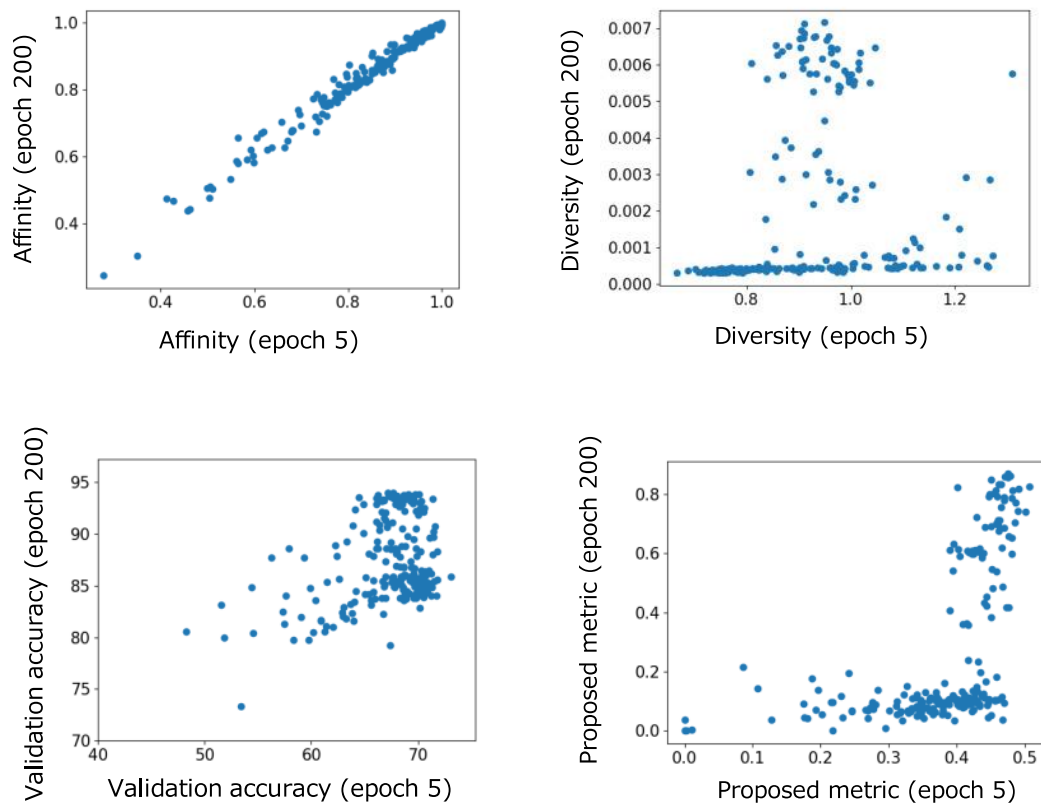 Affinity (epoch 200)
1.0
0.8
0.6
0.4
0.4 0.6 0.8 1.0
Affinity (epoch 5)
Diversity (epoch 200)
0.007
0.006
0.005
0.004
0.003
0.002
0.001
0.000
0.8 1.0 1.2
Diversity (epoch 5)
Validation accuracy (epoch 200)
95
90
85
80
75
70
40 50 60 70
Validation accuracy (epoch 5)
Proposed metric (epoch 200)
0.8
0.6
0.4
0.2
0.0
0.0 0.1 0.2 0.3 0.4 0.5
Proposed metric (epoch 5)